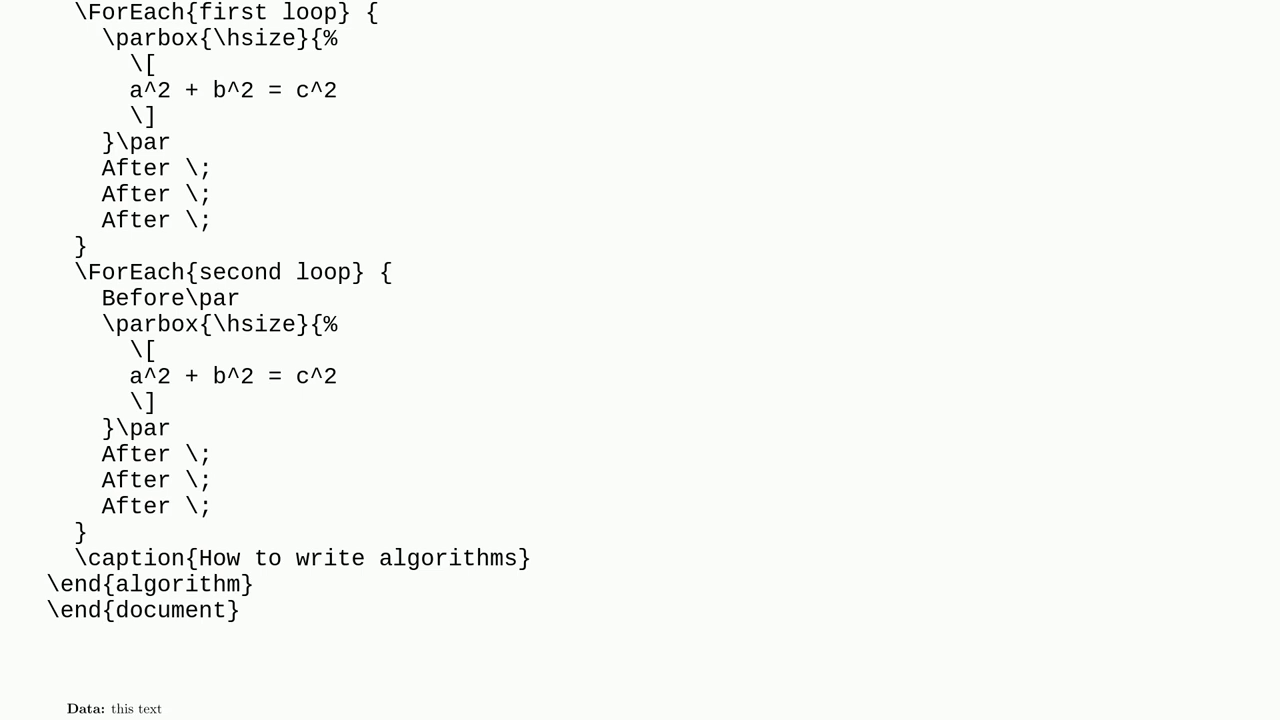 \ForEach{first loop} {
\parbox{\hsize}{%
\[
a^2 + b^2 = c^2
\]
}\par
After \;
After \;
After \;
}
\ForEach{second loop} {
Before\par
\parbox{\hsize}{%
\[
a^2 + b^2 = c^2
\]
}\par
After \;
After \;
After \;
}
\caption{How to write algorithms}
\end{algorithm}
\end{document}
Data: this text